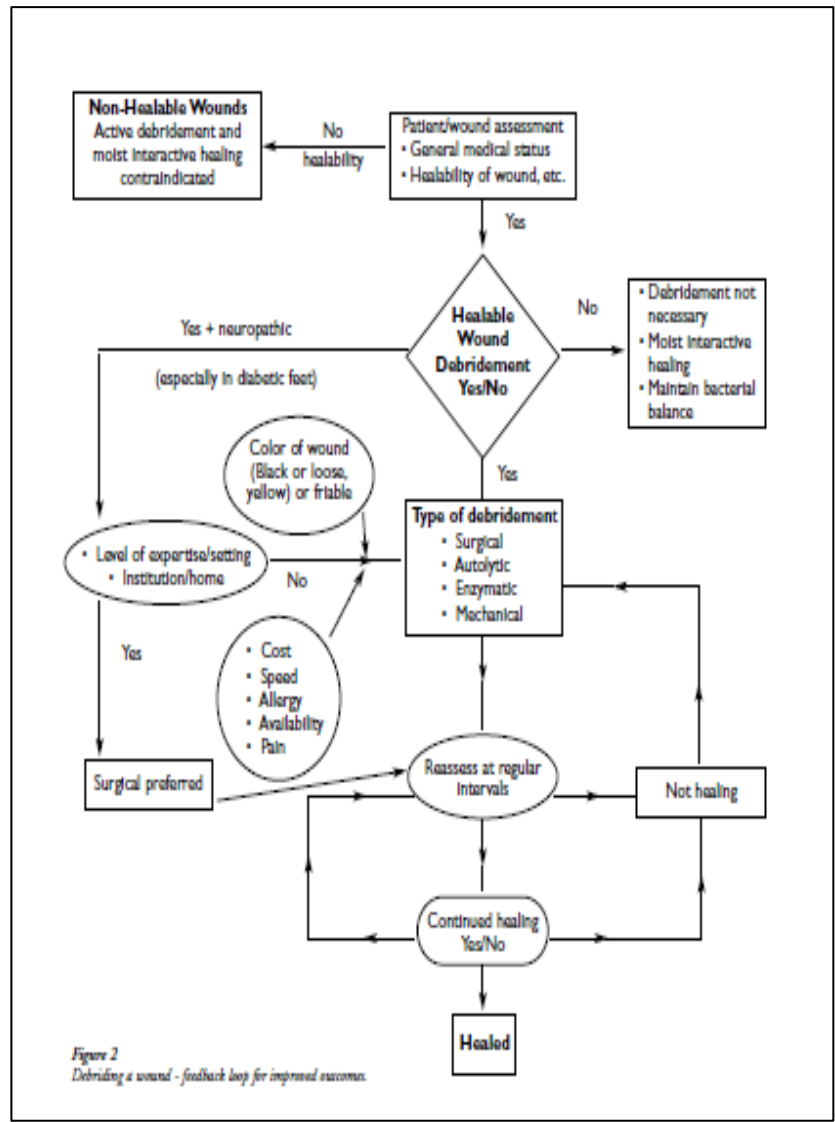 Non-Healable Wounds
Active debridement and
moist interactive healing
contraindicated
No
healability
Patient/wound assessment
• General medical status
• Healability of wound, etc.
Yes
Healable
Wound
Debridement
Yes/No
No
• Debridement not
necessary
• Moist interactive
healing
• Maintain bacterial
balance
Yes + neuropathic
(especially in diabetic feet)
Color of wound
(Black or loose,
yellow) or friable
Yes
Type of debridement
• Surgical
• Autolytic
• Enzymatic
• Mechanical
• Level of expertise/setting
• Institution/home
No
Yes
• Cost
• Speed
• Allergy
• Availability
• Pain
Surgical preferred
Reassess at regular
intervals
Not healing
Continued healing
Yes/No
Healed
Figure 2
Debriding a wound - feedback loop for improved outcomes.